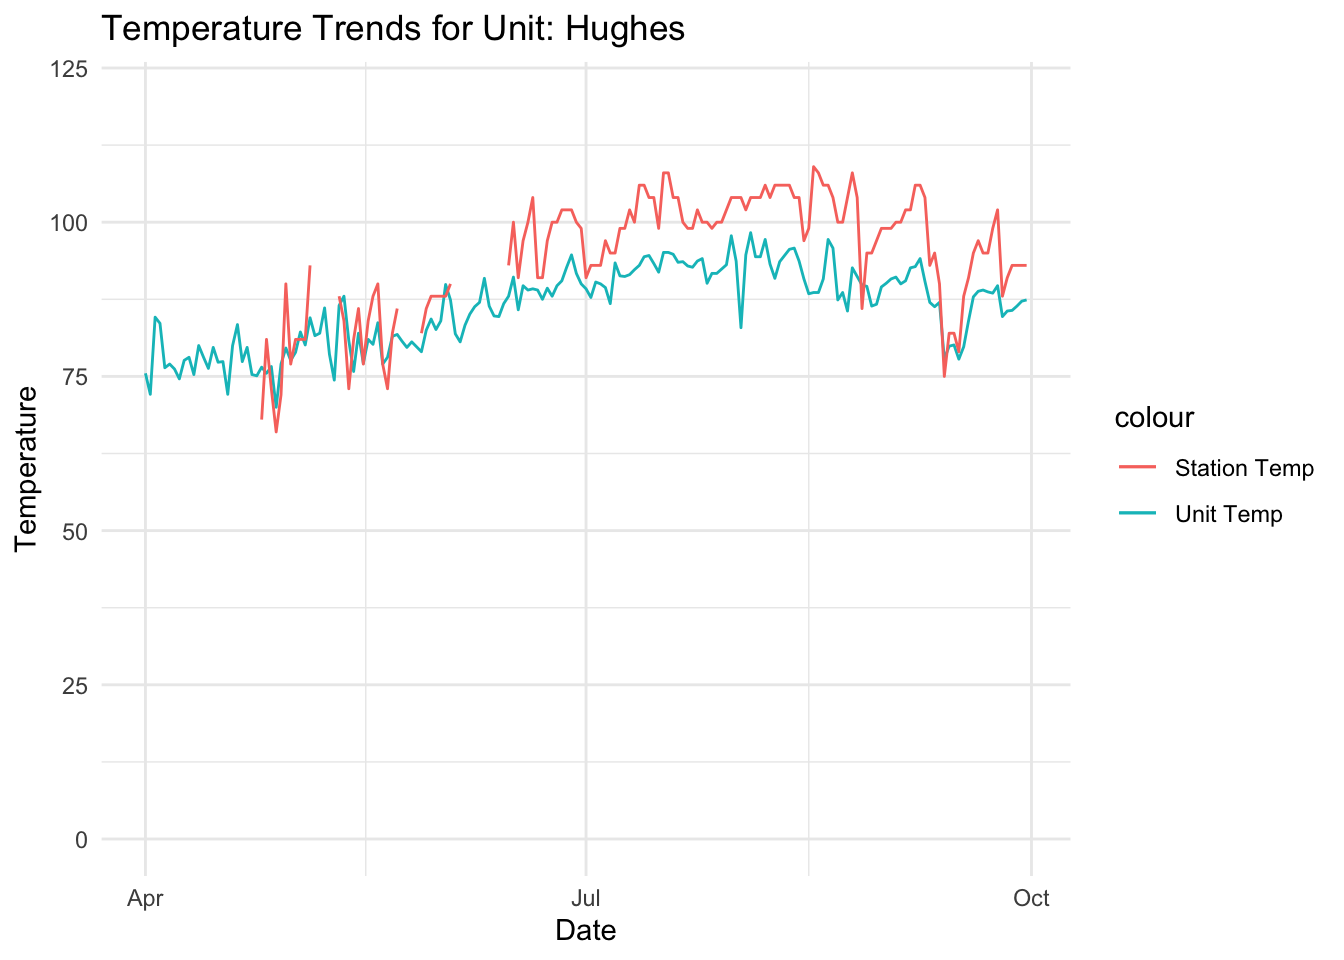 Temperature Trends for Unit: Hughes
125
100
75
50
25
0
Temperature
Apr
Jul
Oct
Date
colour
Station Temp
Unit Temp